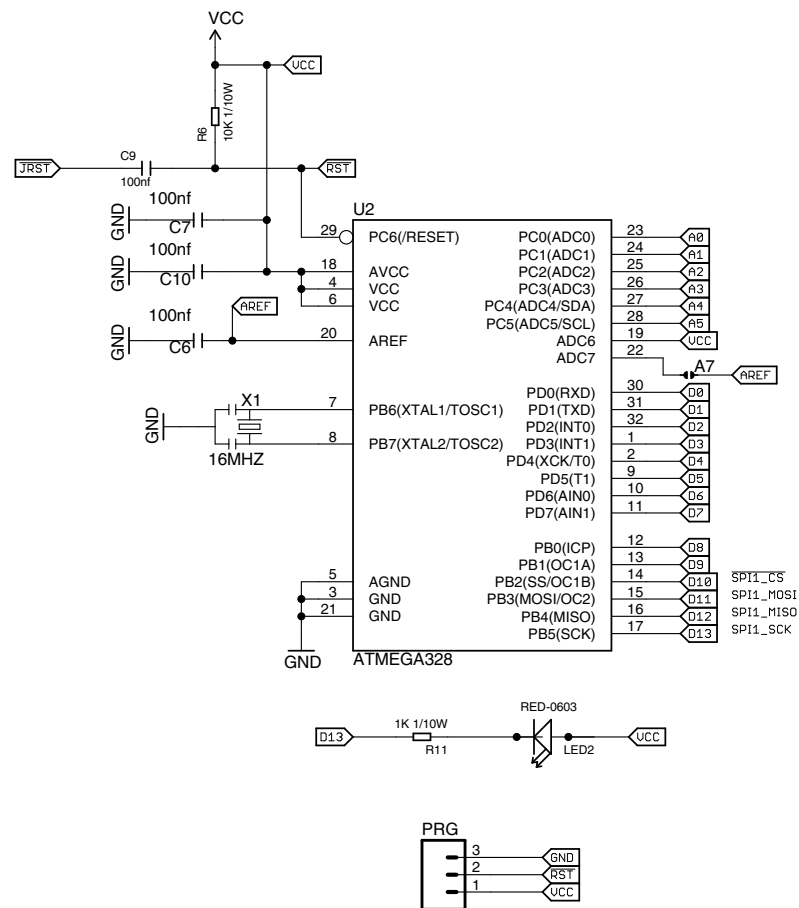 VCC
VCC
R6
10K 1/10W
JRST
C9
100nf
RST
100nf
GND
C7
100nf
GND
C10
AREF
100nf
GND
C6
U2
29 PC6(/RESET)
18 AVCC
4 VCC
6 VCC
20 AREF
7 PB6(XTAL1/TOSC1)
8 PB7(XTAL2/TOSC2)
5 AGND
3 GND
21 GND
GND
X1
GND
16MHZ
PC0(ADC0) 23 A0
PC1(ADC1) 24 A1
PC2(ADC2) 25 A2
PC3(ADC3) 26 A3
PC4(ADC4/SDA) 27 A4
PC5(ADC5/SCL) 28 A5
ADC6 19 VCC
ADC7 22 A7 AREF
PD0(RXD) 30 D0
PD1(TXD) 31 D1
PD2(INT0) 32 D2
PD3(INT1) 1 D3
PD4(XCK/T0) 2 D4
PD5(T1) 9 D5
PD6(AIN0) 10 D6
PD7(AIN1) 11 D7
PB0(ICP) 12 D8
PB1(OC1A) 13 D9
PB2(SS/OC1B) 14 D10 SPI1_CS
PB3(MOSI/OC2) 15 D11 SPI1_MOSI
PB4(MISO) 16 D12 SPI1_MISO
PB5(SCK) 17 D13 SPI1_SCK
ATMEGA328
RED-0603
1K 1/10W
D13
R11
LED2
VCC
PRG
3 GND
2 RST
1 VCC